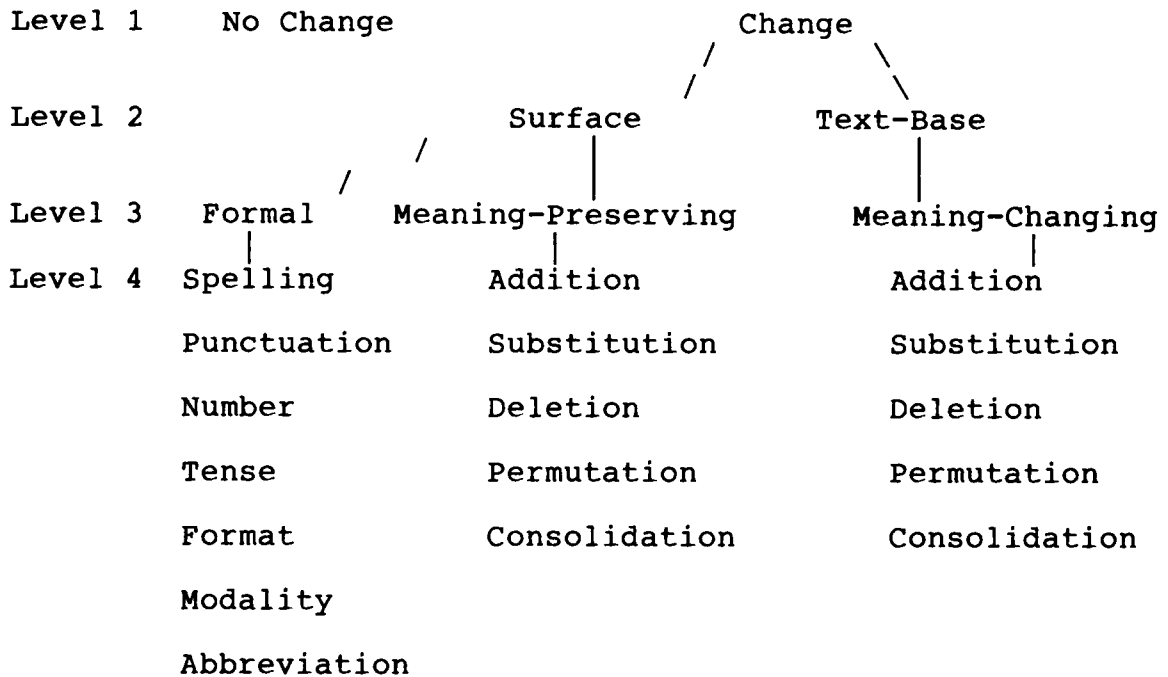 Level 1 No Change Change
Level 2 Surface Text-Base
Level 3 Formal Meaning-Preserving Meaning-Changing
Level 4 Spelling Addition Addition
Punctuation Substitution Substitution
Number Deletion Deletion
Tense Permutation Permutation
Format Consolidation Consolidation
Modality
Abbreviation